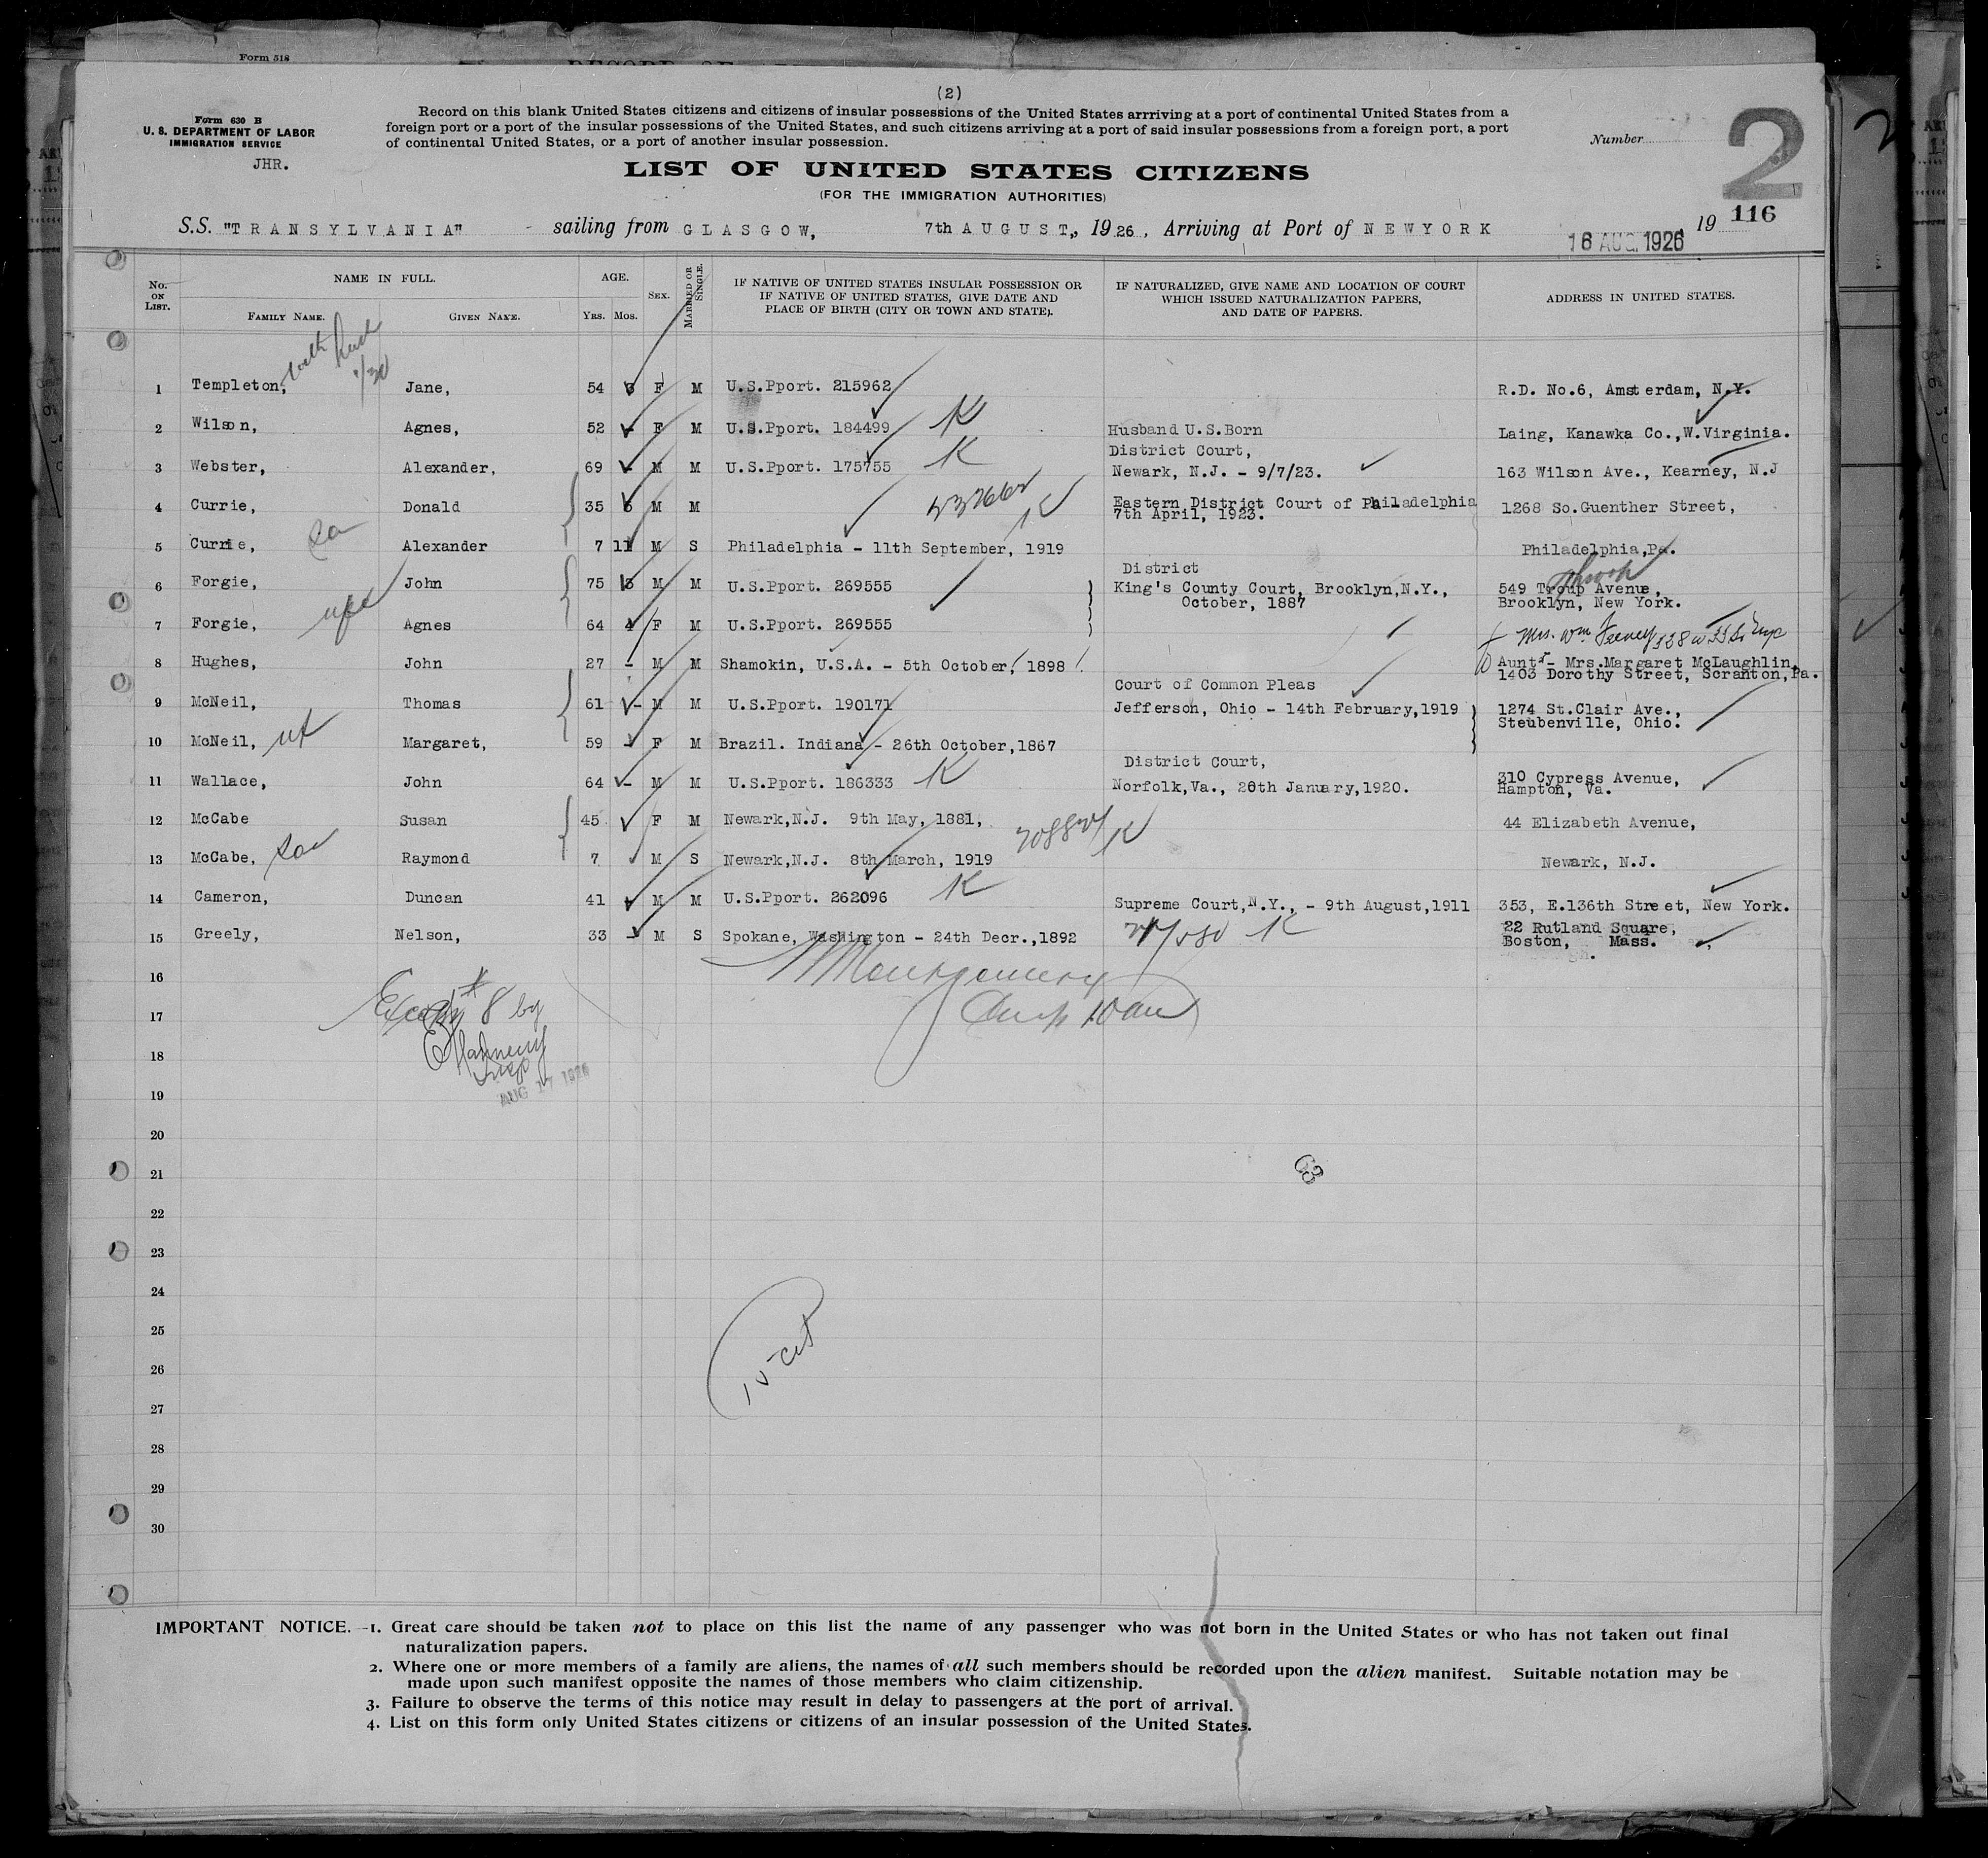 Form 518
(2)
Form 630 B
U. S. DEPARTMENT OF LABOR
IMMIGRATION SERVICE
JHR.
Record on this blank United States citizens and citizens of insular possessions of the United States arrriving at a port of continental United States from a
foreign port or a port of the insular possessions of the United States, and such citizens arriving at a port of said insular possessions from a foreign port, a port
of continental United States, or a port of another insular possession.
Number
2
LIST OF UNITED STATES CITIZENS
(FOR THE IMMIGRATION AUTHORITIES)
116
S.S. "TRANSYLVANIA" sailing from GLASGOW, 7th AUGUST,, 1926, Arriving at Port of NEWYORK 16 AUG. 1926 19
No. ON LIST. NAME IN FULL. FAMILY NAME. GIVEN NAME. AGE. Yrs. Mos. SEX. MARRIED OR SINGLE. IF NATIVE OF UNITED STATES INSULAR POSSESSION OR IF NATIVE OF UNITED STATES, GIVE DATE AND PLACE OF BIRTH (CITY OR TOWN AND STATE). IF NATURALIZED, GIVE NAME AND LOCATION OF COURT WHICH ISSUED NATURALIZATION PAPERS, AND DATE OF PAPERS. ADDRESS IN UNITED STATES.
1 Templeton, Jane, 54 F M U.S.Pport. 215962 R.D. No.6, Amsterdam, N.Y.
2 Wilson, Agnes, 52 - F M U.S.Pport. 184499 K Husband U.S.Born Laing, Kanawka Co.,W.Virginia.
3 Webster, Alexander, 69 - M M U.S.Pport. 175755 K District Court, Newark, N.J. - 9/7/23. 163 Wilson Ave., Kearney, N.J
4 Currie, Donald 35 M M K Eastern District Court of Philadelphia 7th April, 1923. 1268 So.Guenther Street,
5 Currie, son Alexander 7 11 M S Philadelphia - 11th September, 1919 Philadelphia,Pa.
6 Forgie, John 75 M M U.S.Pport. 269555 District King's County Court, Brooklyn,N.Y., October, 1887 549 Troup Avenue, Brooklyn, New York.
7 Forgie, wife Agnes 64 4 F M U.S.Pport. 269555
Mrs. Wm Feeney
8 Hughes, John 27 - M M Shamokin, U.S.A. - 5th October, 1898 Aunt - Mrs.Margaret McLaughlin, 1403 Dorothy Street, Scranton,Pa.
9 McNeil, Thomas 61 - M M U.S.Pport. 190171 Court of Common Pleas Jefferson, Ohio - 14th February,1919 1274 St.Clair Ave., Steubenville, Ohio.
10 McNeil, wf Margaret, 59 - F M Brazil. Indiana - 26th October,1867
11 Wallace, John 64 - M M U.S.Pport. 186333 K District Court, Norfolk,Va., 20th January,1920. 310 Cypress Avenue, Hampton, Va.
12 McCabe Susan 45 F M Newark,N.J. 9th May, 1881, K 44 Elizabeth Avenue,
13 McCabe, son Raymond 7 M S Newark,N.J. 8th March, 1919 Newark, N.J.
14 Cameron, Duncan 41 M M U.S.Pport. 262096 K Supreme Court,N.Y., - 9th August,1911 353, E.136th Street, New York.
15 Greely, Nelson, 33 - M S Spokane, Washington - 24th Decr.,1892 K 22 Rutland Square, Boston, Mass.
16 Montgomery
17 # 8 by
18 Insp
AUG 17 1926
19
20
21 63
22
23
24
25
26
27
28
29
30
IMPORTANT NOTICE.—1. Great care should be taken not to place on this list the name of any passenger who was not born in the United States or who has not taken out final
naturalization papers.
2. Where one or more members of a family are aliens, the names of all such members should be recorded upon the alien manifest. Suitable notation may be
made upon such manifest opposite the names of those members who claim citizenship.
3. Failure to observe the terms of this notice may result in delay to passengers at the port of arrival.
4. List on this form only United States citizens or citizens of an insular possession of the United States.